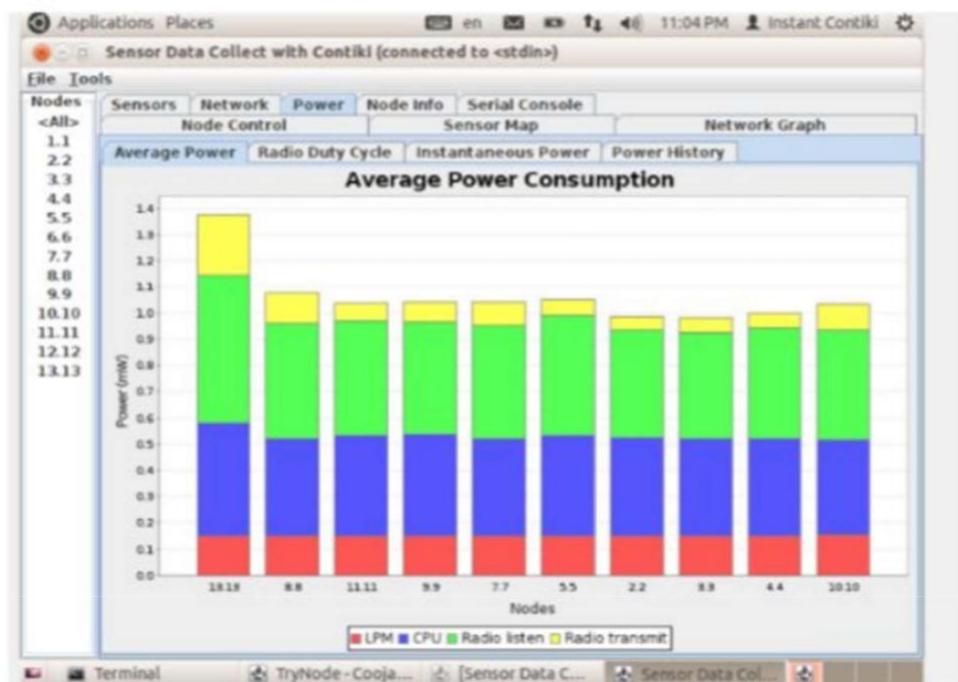 Applications Places en 11:04 PM Instant Contiki
Sensor Data Collect with Contiki (connected to <stdin>)
File Tools
Nodes
<All>
1.1
2.2
3.3
4.4
5.5
6.6
7.7
8.8
9.9
10.10
11.11
12.12
13.13
Sensors Network Power Node Info Serial Console
Node Control Sensor Map Network Graph
Average Power Radio Duty Cycle Instantaneous Power Power History
Average Power Consumption
Power (mW)
1.4
1.3
1.2
1.1
1.0
0.9
0.8
0.7
0.6
0.5
0.4
0.3
0.2
0.1
0.0
13.13 8.8 11.11 9.9 7.7 5.5 2.2 3.3 4.4 10.10
Nodes
LPM CPU Radio listen Radio transmit
Terminal TryNode - Cooja... [Sensor Data C... Sensor Data Col...